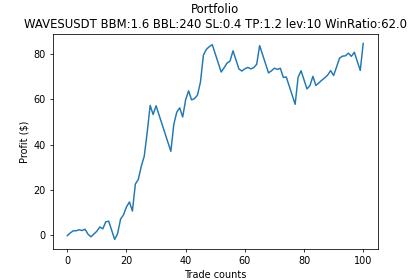 Portfolio
WAVESUSDT BBM:1.6 BBL:240 SL:0.4 TP:1.2 lev:10 WinRatio:62.0
80
60
40
20
0
Profit ($)
0 20 40 60 80 100
Trade counts